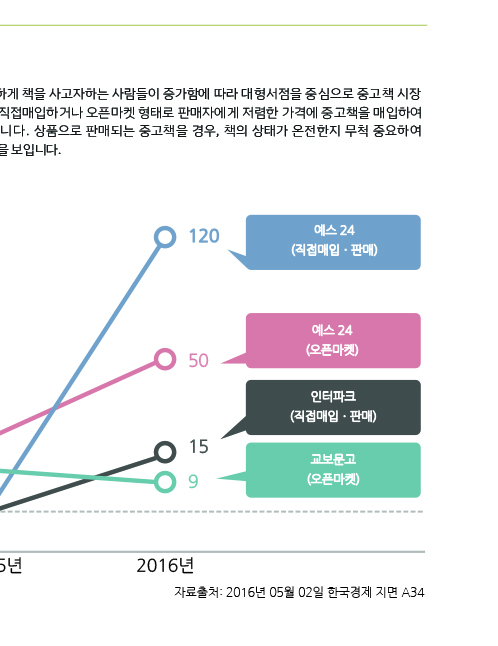 하게 책을 사고자하는 사람들이 증가함에 따라 대형서점을 중심으로 중고책 시장
직접매입하거나 오픈마켓 형태로 판매자에게 저렴한 가격에 중고책을 매입하여
니다. 상품으로 판매되는 중고책을 경우, 책의 상태가 온전한지 무척 중요하여
을 보입니다.
120
예스 24
(직접매입 · 판매)
50
예스 24
(오픈마켓)
인터파크
(직접매입 · 판매)
15
교보문고
(오픈마켓)
9
5년
2016년
자료출처: 2016년 05월 02일 한국경제 지면 A34